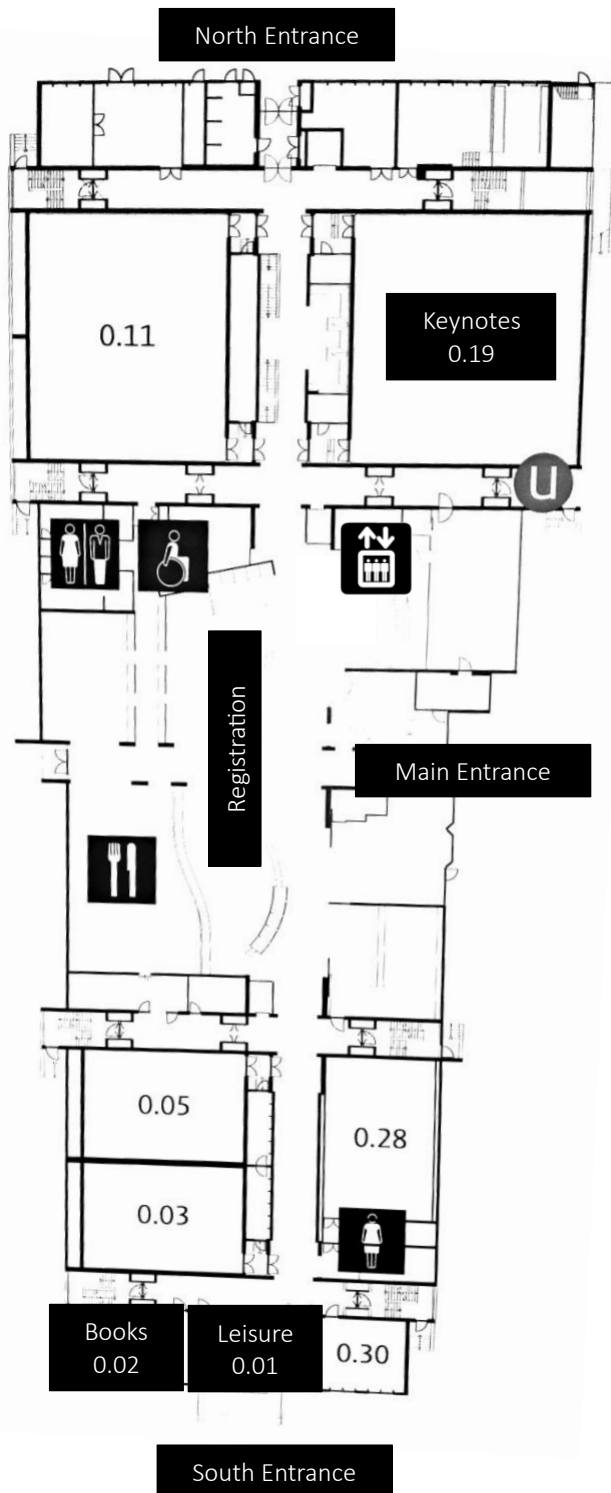 North Entrance
0.11
Keynotes
0.19
u
Registration
Main Entrance
0.05
0.28
0.03
Books
0.02
Leisure
0.01
0.30
South Entrance